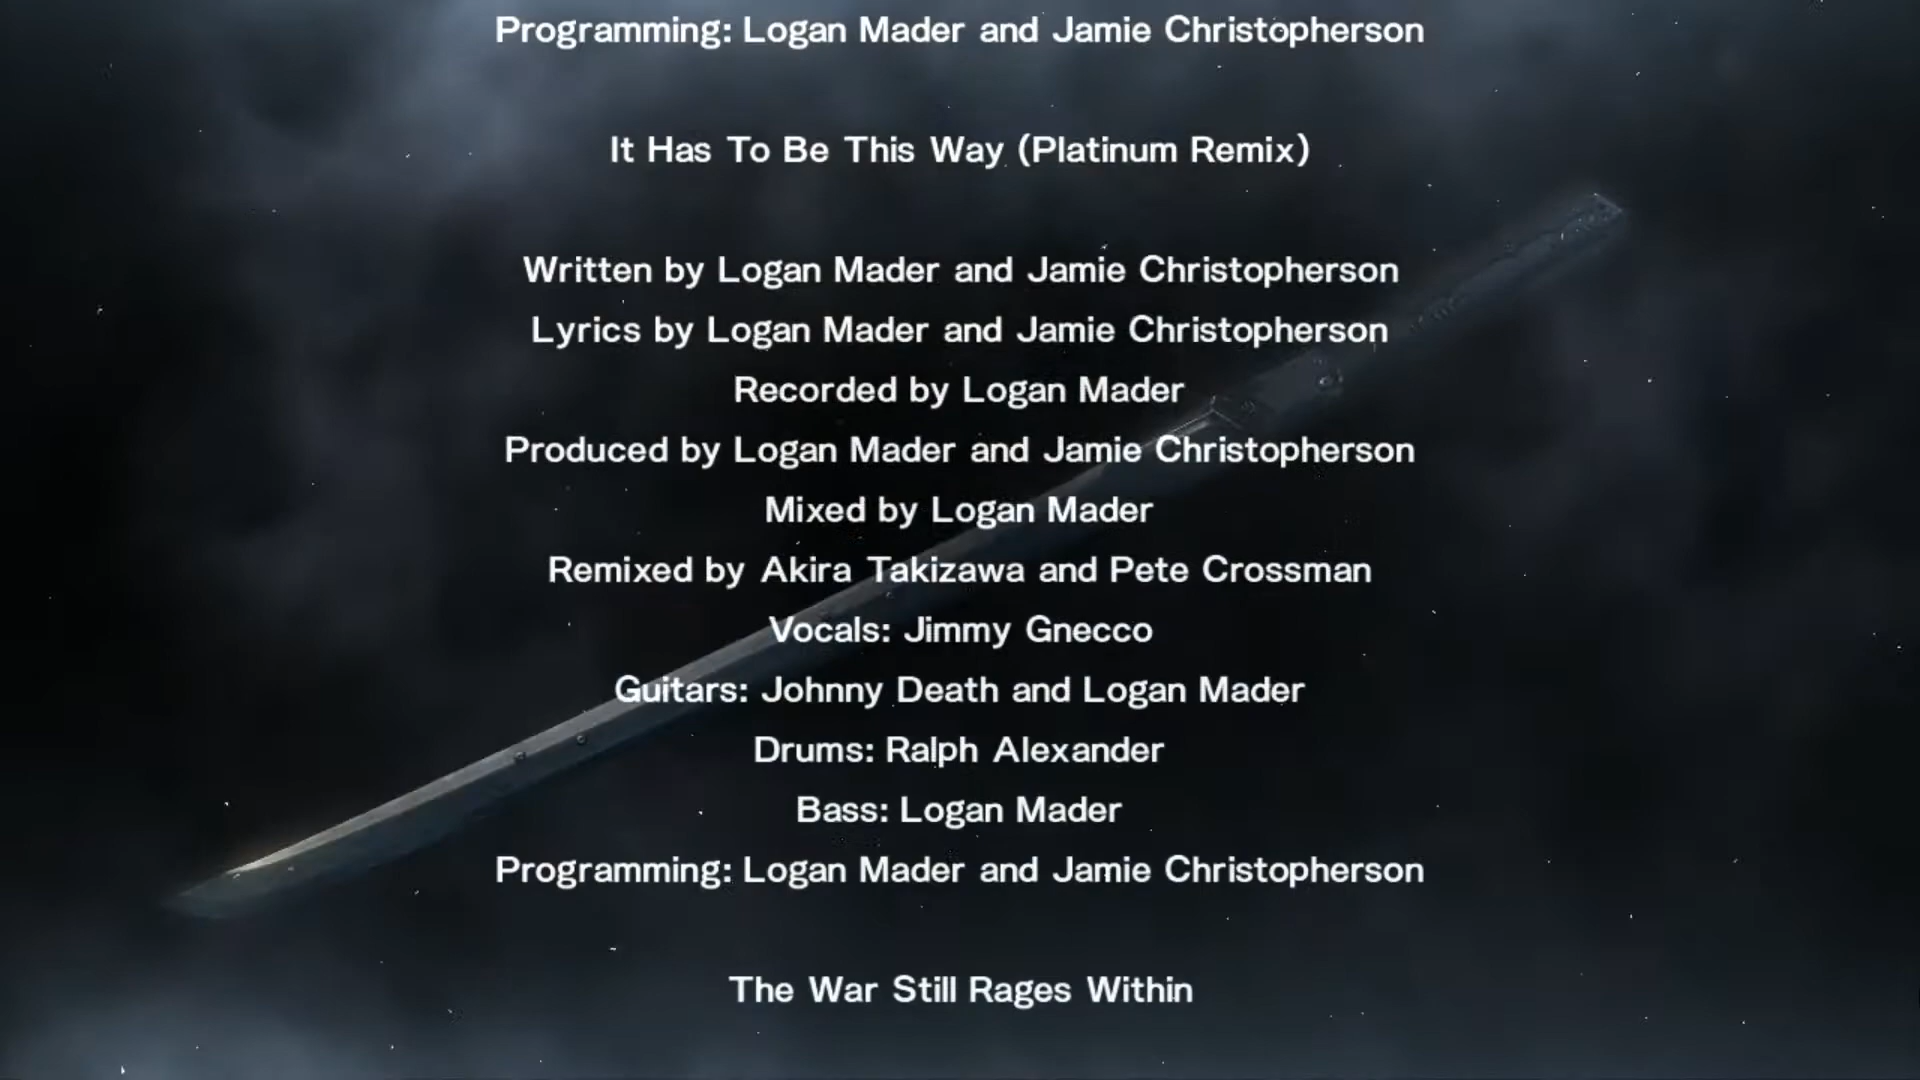 Programming: Logan Mader and Jamie Christopherson
It Has To Be This Way (Platinum Remix)
Written by Logan Mader and Jamie Christopherson
Lyrics by Logan Mader and Jamie Christopherson
Recorded by Logan Mader
Produced by Logan Mader and Jamie Christopherson
Mixed by Logan Mader
Remixed by Akira Takizawa and Pete Crossman
Vocals: Jimmy Gnecco
Guitars: Johnny Death and Logan Mader
Drums: Ralph Alexander
Bass: Logan Mader
Programming: Logan Mader and Jamie Christopherson
The War Still Rages Within